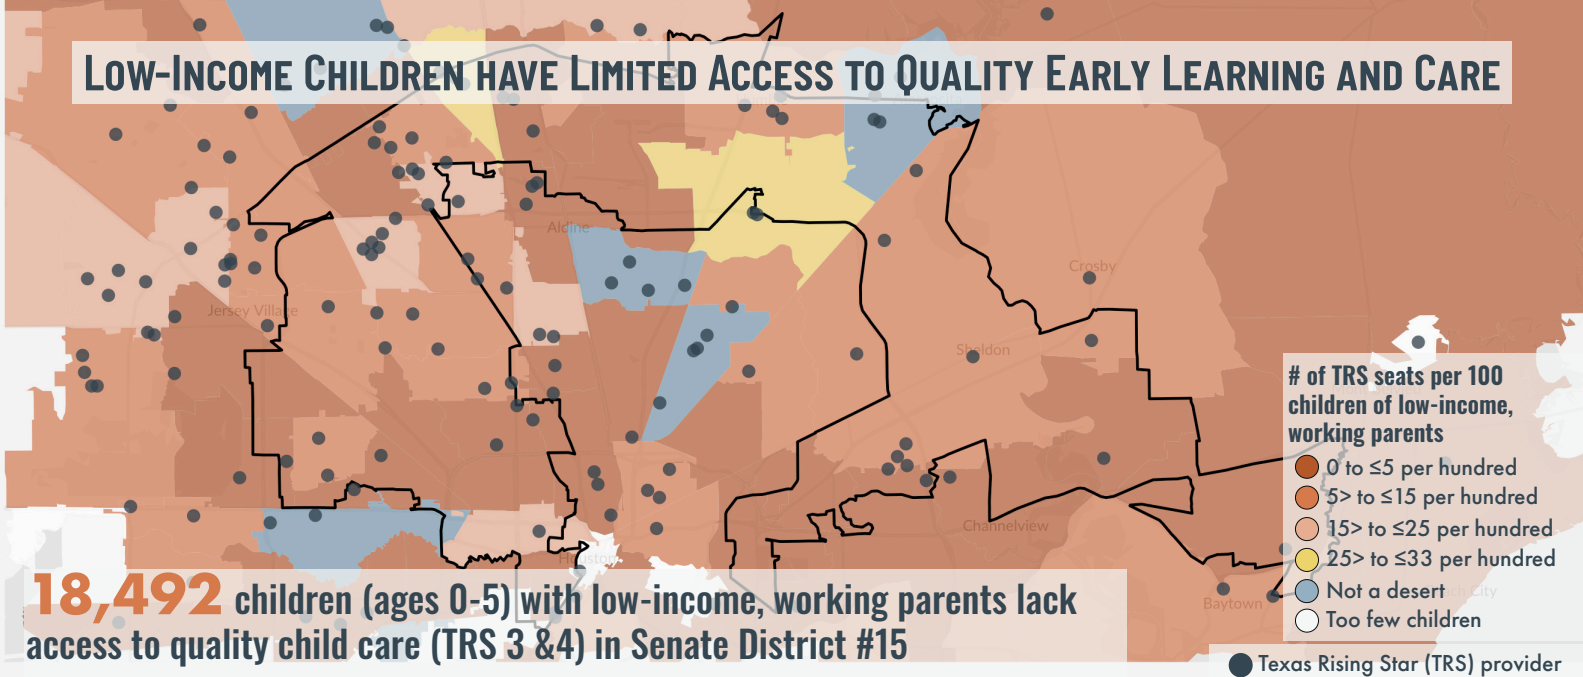 LOW-INCOME CHILDREN HAVE LIMITED ACCESS TO QUALITY EARLY LEARNING AND CARE
Aldine
Crosby
Jersey Village
Sheldon
# of TRS seats per 100
children of low-income,
working parents
0 to ≤5 per hundred
5> to ≤15 per hundred
15> to ≤25 per hundred
25> to ≤33 per hundred
Not a desert
Too few children
Channelview
Houston
Baytown
18,492 children (ages 0-5) with low-income, working parents lack
access to quality child care (TRS 3 &4) in Senate District #15
Texas Rising Star (TRS) provider